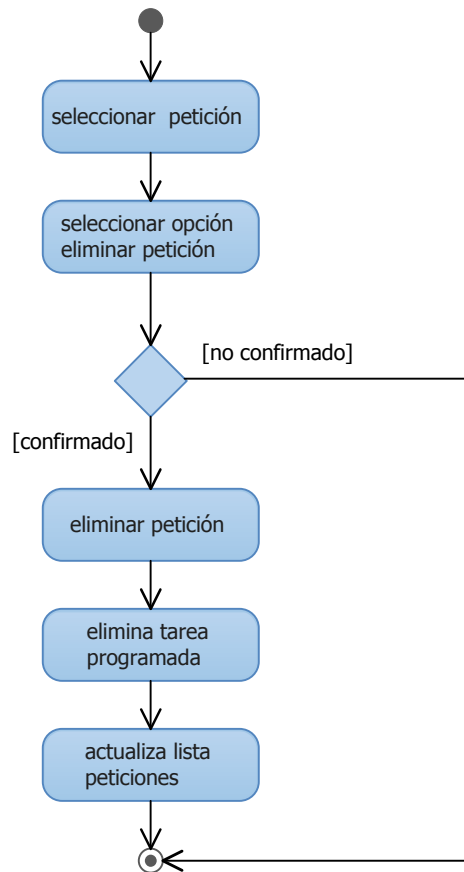 seleccionar petición
seleccionar opción
eliminar petición
[no confirmado]
[confirmado]
eliminar petición
elimina tarea
programada
actualiza lista
peticiones